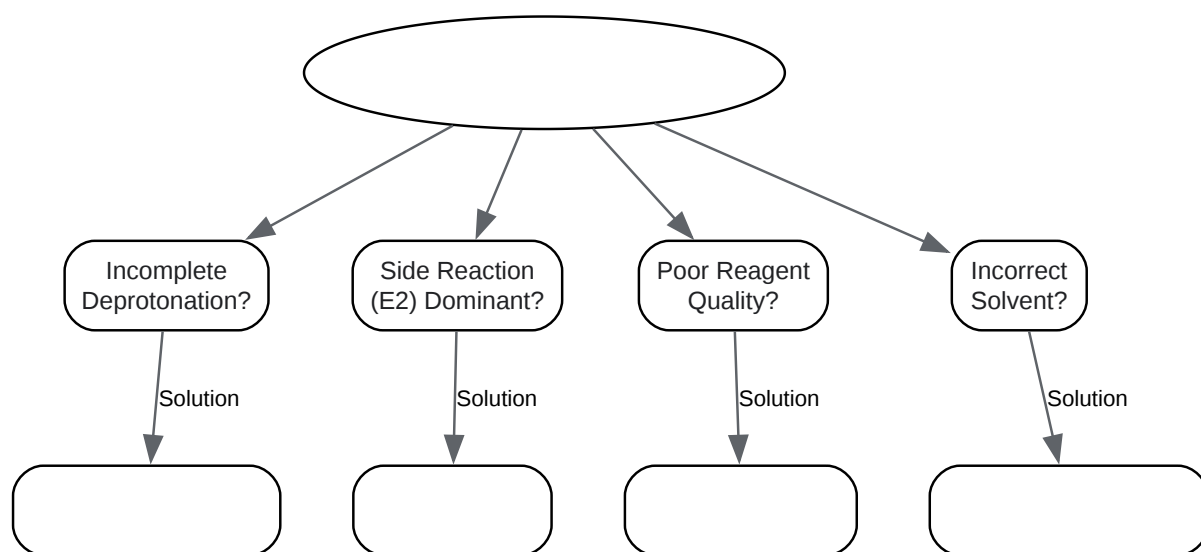 Incomplete
Deprotonation?
Side Reaction
(E2) Dominant?
Poor Reagent
Quality?
Incorrect
Solvent?
Solution
Solution
Solution
Solution